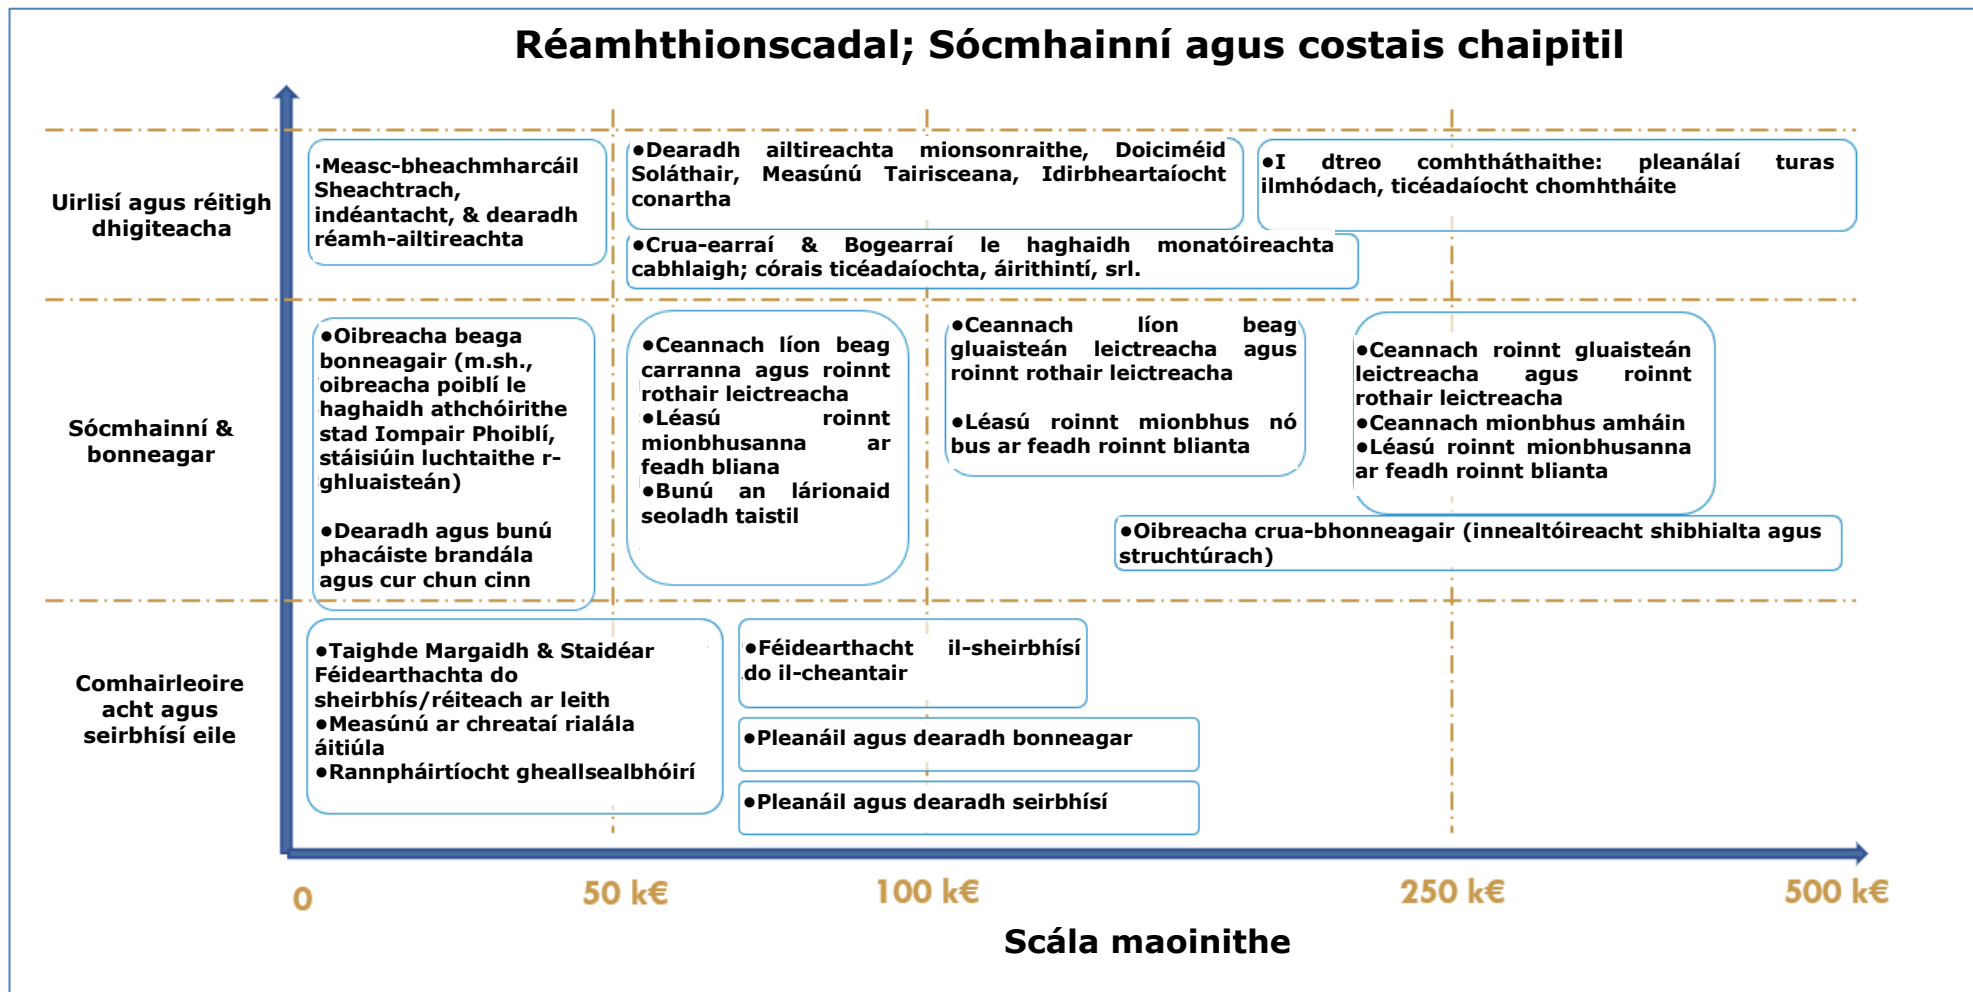 Réamhthionscadal; Sócmhainní agus costais chaipitil
Uirlisí agus réitigh
dhigiteacha
·Measc-bheachmharcáil
Sheachtrach,
indéantacht, & dearadh
réamh-ailtireachta
●Dearadh ailtireachta mionsonraithe, Doiciméid
Soláthair, Measúnú Tairisceana, Idirbheartaíocht
conartha
●Crua-earraí & Bogearraí le haghaidh monatóireachta
cabhlaigh; córais ticéadaíochta, áirithintí, srl.
●I dtreo comhtháthaithe: pleanálaí turas
ilmhódach, ticéadaíocht chomhtháite
Sócmhainní &
bonneagar
●Oibreacha beaga
bonneagair (m.sh.,
oibreacha poiblí le
haghaidh athchóirithe
stad Iompair Phoiblí,
stáisiúin luchtaithe r-
ghluaisteán)
●Dearadh agus bunú
phacáiste brandála
agus cur chun cinn
●Ceannach líon beag
carranna agus roinnt
rothair leictreacha
●Léasú roinnt
mionbhusanna ar
feadh bliana
●Bunú an lárionaid
seoladh taistil
●Ceannach líon beag
gluaisteán leictreacha agus
roinnt rothair leictreacha
●Léasú roinnt mionbhus nó
bus ar feadh roinnt blianta
●Ceannach roinnt gluaisteán
leictreacha agus roinnt
rothair leictreacha
●Ceannach mionbhus amháin
●Léasú roinnt mionbhusanna
ar feadh roinnt blianta
●Oibreacha crua-bhonneagair (innealtóireacht shibhialta agus
struchtúrach)
Comhairleoire
acht agus
seirbhísí eile
●Taighde Margaidh & Staidéar
Féidearthachta do
sheirbhís/réiteach ar leith
●Measúnú ar chreataí rialála
áitiúla
●Rannpháirtíocht gheallsealbhóirí
●Féidearthacht il-sheirbhísí
do il-cheantair
●Pleanáil agus dearadh bonneagar
●Pleanáil agus dearadh seirbhísí
0
50 k€
100 k€
250 k€
500 k€
Scála maoinithe